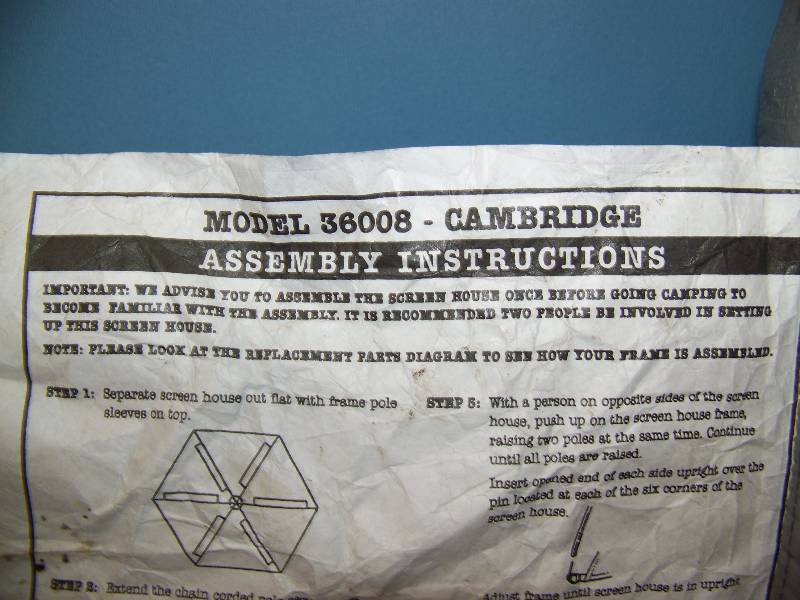 MODEL 36008 - CAMBRIDGE
ASSEMBLY INSTRUCTIONS
IMPORTANT: WE ADVISE YOU TO ASSEMBLE THE SCREEN HOUSE ONCE BEFORE GOING CAMPING TO
BECOME FAMILIAR WITH THE ASSEMBLY. IT IS RECOMMENDED TWO PEOPLE BE INVOLVED IN SETTING
UP THIS SCREEN HOUSE.
NOTE: PLEASE LOOK AT THE REPLACEMENT PARTS DIAGRAM TO SEE HOW YOUR FRAME IS ASSEMBLED.
STEP 1: Separate screen house out flat with frame pole
sleeves on top.
STEP 2: Extend the chain corded
STEP 5: With a person on opposite sides of the screen
house, push up on the screen house frame,
raising two poles at the same time. Continue
until all poles are raised.
Insert opened end of each side upright over the
pin located at each of the six corners of the
screen house.
Adjust frame until screen house is in upright